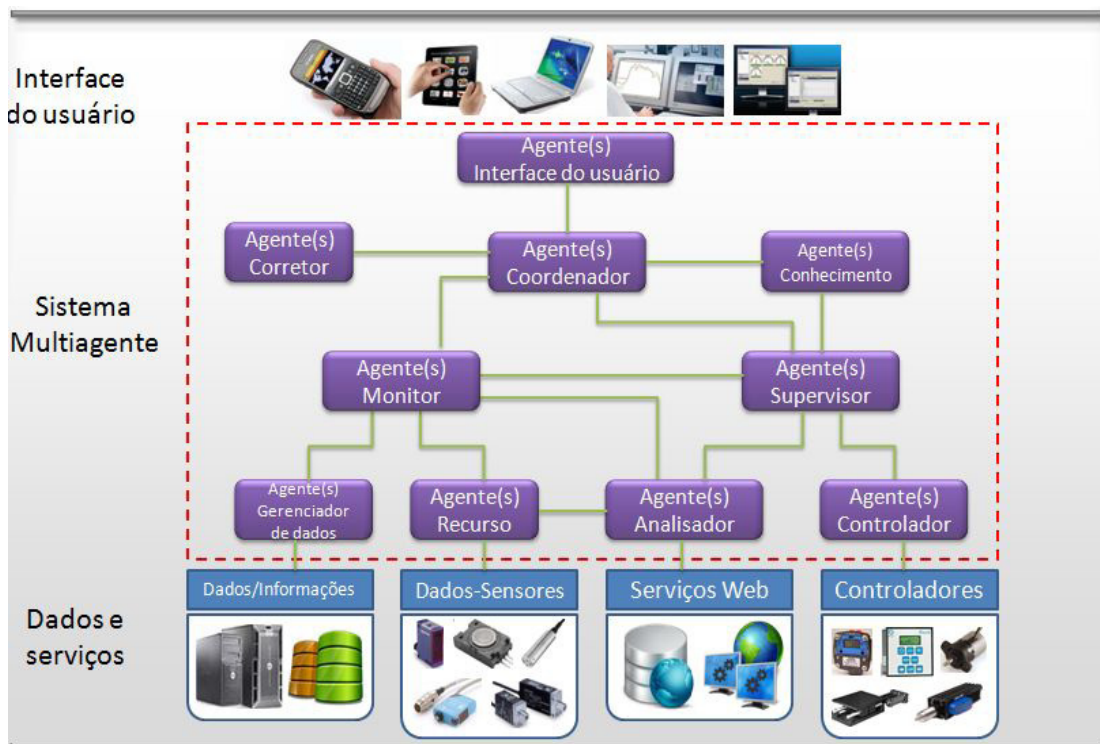 Interface
do usuário
Agente(s)
Interface do usuário
Agente(s)
Corretor
Agente(s)
Coordenador
Agente(s)
Conhecimento
Sistema
Multiagente
Agente(s)
Monitor
Agente(s)
Supervisor
Agente(s)
Gerenciador
de dados
Agente(s)
Recurso
Agente(s)
Analisador
Agente(s)
Controlador
Dados e
serviços
Dados/Informações
Dados-Sensores
Serviços Web
Controladores